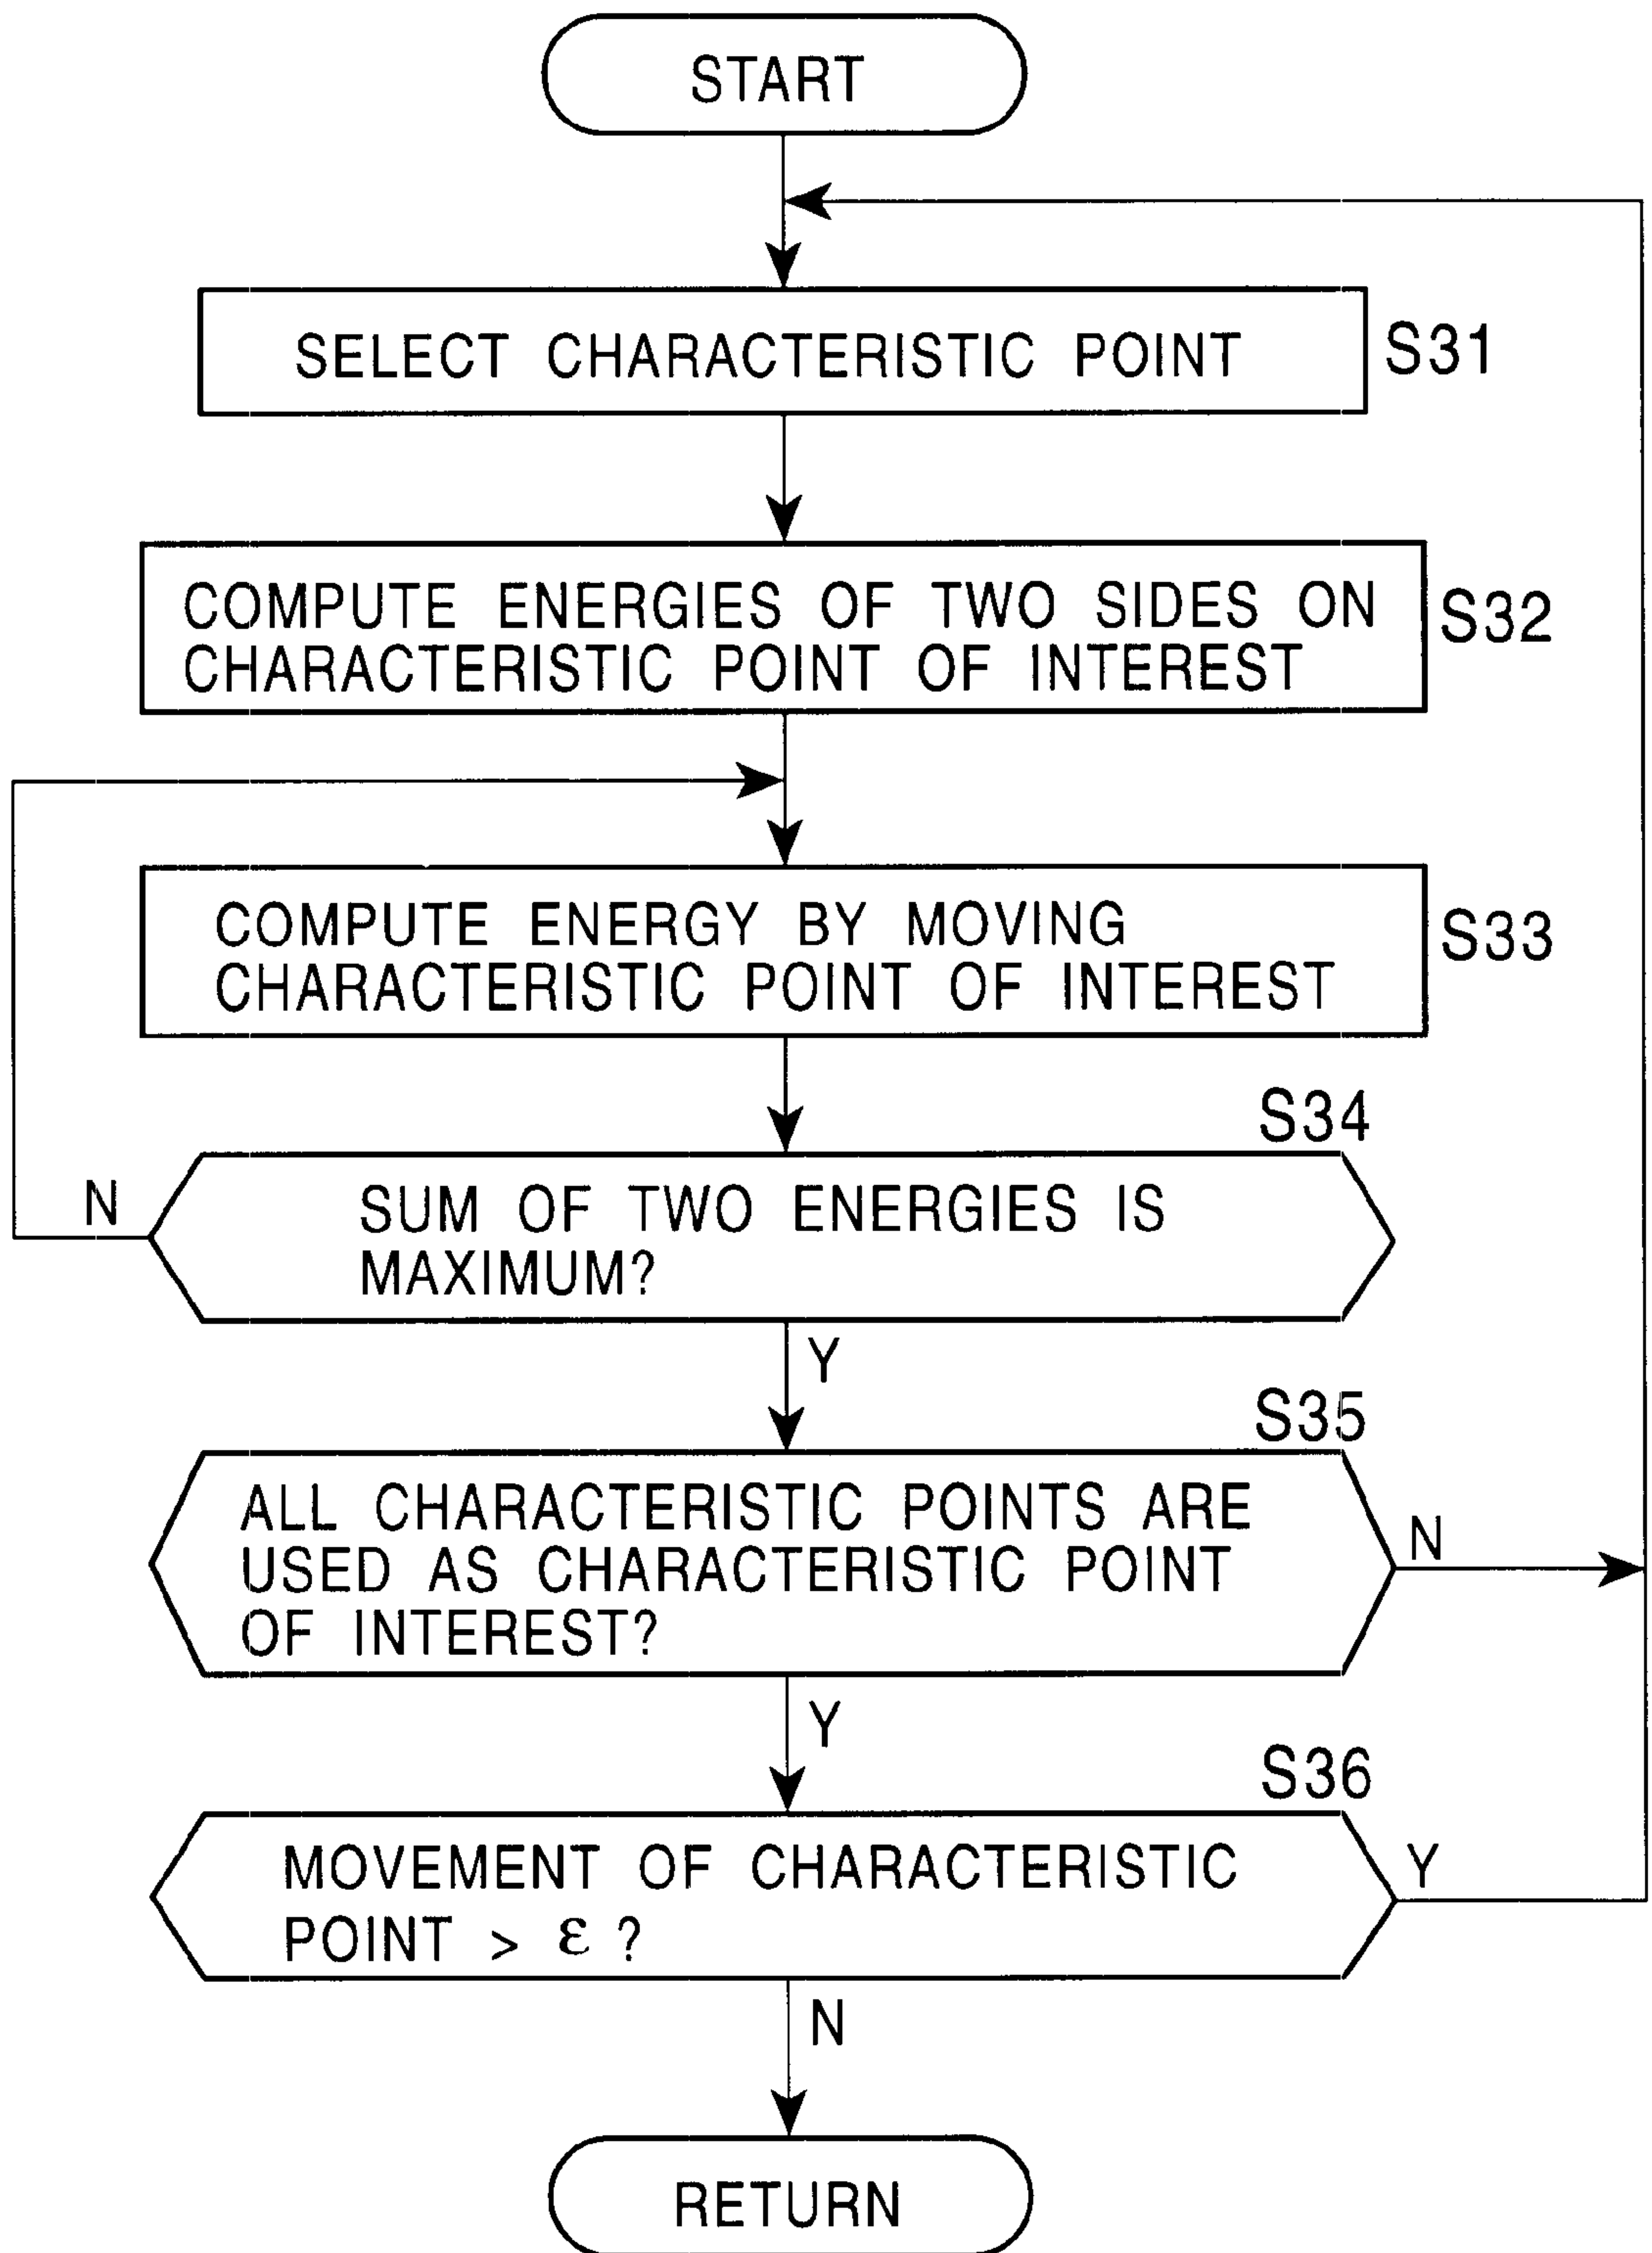 START
SELECT CHARACTERISTIC POINT
S31
COMPUTE ENERGIES OF TWO SIDES ON
CHARACTERISTIC POINT OF INTEREST
S32
COMPUTE ENERGY BY MOVING
CHARACTERISTIC POINT OF INTEREST
S33
S34
SUM OF TWO ENERGIES IS
MAXIMUM?
N
Y
S35
ALL CHARACTERISTIC POINTS ARE
USED AS CHARACTERISTIC POINT
OF INTEREST?
N
Y
S36
MOVEMENT OF CHARACTERISTIC
POINT > ε ?
Y
N
RETURN